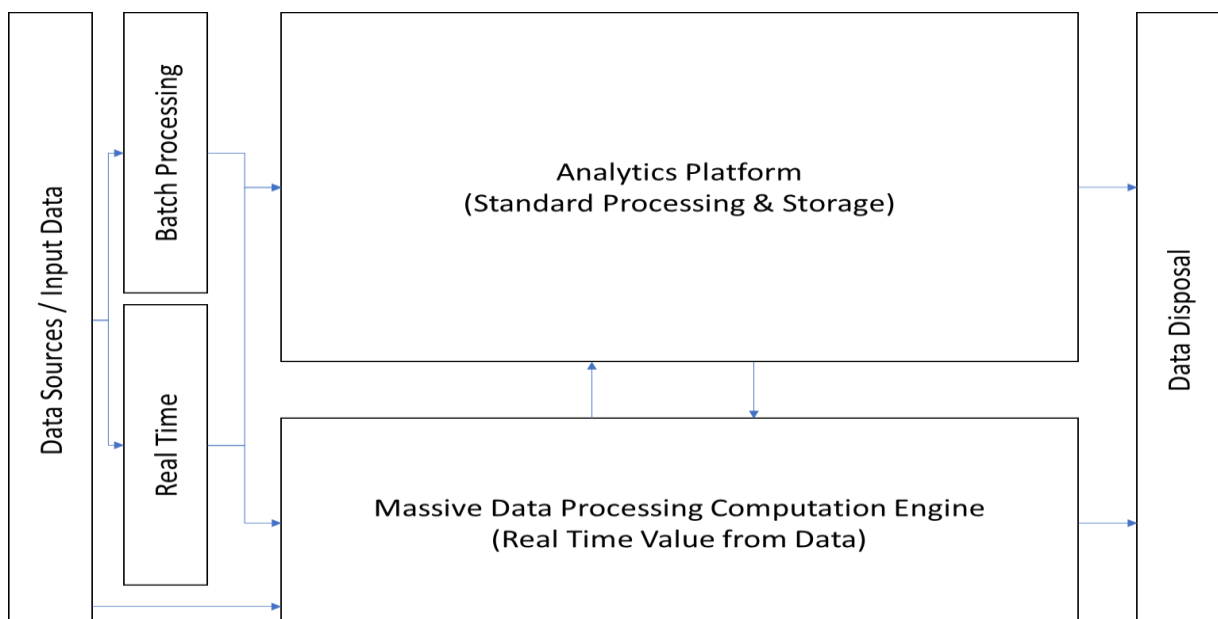 Data Sources / Input Data
Batch Processing
Real Time
Analytics Platform
(Standard Processing & Storage)
Massive Data Processing Computation Engine
(Real Time Value from Data)
Data Disposal